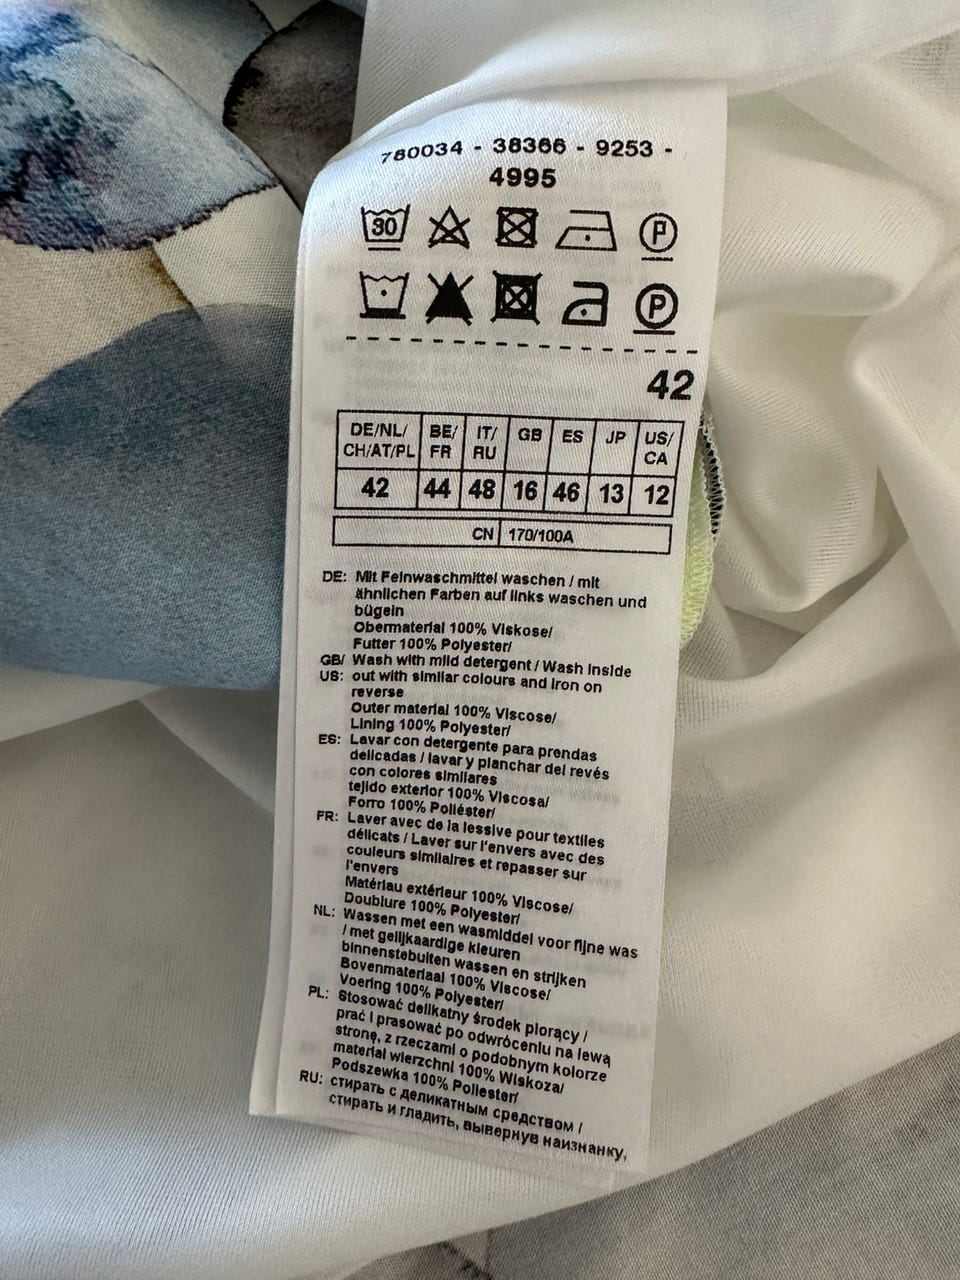 780034 - 38366 - 9253 -
4995
30
P
P
42
DE/NL/ CH/AT/PL BE/ FR IT/ RU GB ES JP US/ CA
42 44 48 16 46 13 12
CN 170/100A
DE: Mit Feinwaschmittel waschen / mit
ähnlichen Farben auf links waschen und
bügeln
Obermaterial 100% Viskose/
Futter 100% Polyester/
GB/ Wash with mild detergent / Wash inside
US: out with similar colours and iron on
reverse
Outer material 100% Viscose/
Lining 100% Polyester/
ES: Lavar con detergente para prendas
delicadas / lavar y planchar del revés
con colores similares
tejido exterior 100% Viscosa/
Forro 100% Poliéster/
FR: Laver avec de la lessive pour textiles
délicats / Laver sur l'envers avec des
couleurs similaires et repasser sur
l'envers
Matériau extérieur 100% Viscose/
Doublure 100% Polyester/
NL: Wassen met een wasmiddel voor fijne was
/ met gelijkaardige kleuren
binnenstebuiten wassen en strijken
Bovenmateriaal 100% Viscose/
Voering 100% Polyester/
PL: Stosować delikatny środek piorący /
prać i prasować po odwróceniu na lewą
stronę, z rzeczami o podobnym kolorze
materiał wierzchni 100% Wiskoza/
Podszewka 100% Poliester/
RU: стирать с деликатным средством /
стирать и гладить, вывернув наизнанку,